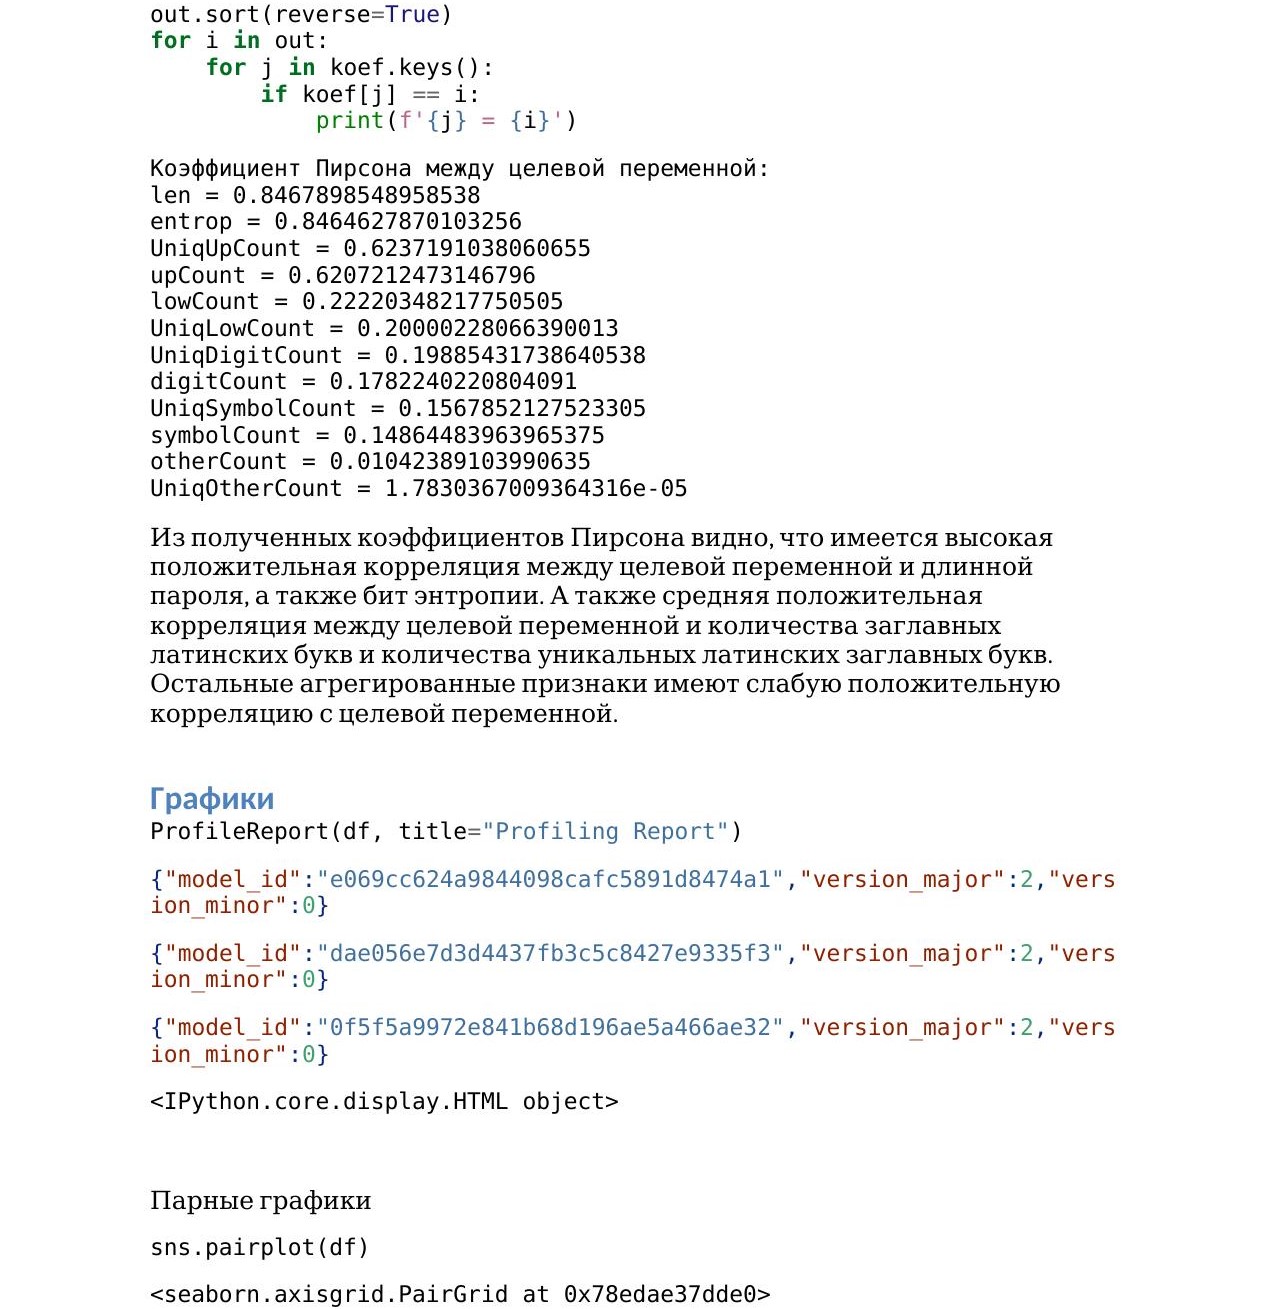 out.sort(reverse=True)
for i in out:
    for j in koef.keys():
        if koef[j] == i:
            print(f'{j} = {i}')
Коэффициент Пирсона между целевой переменной:
len = 0.8467898548958538
entrop = 0.8464627870103256
UniqUpCount = 0.6237191038060655
upCount = 0.6207212473146796
lowCount = 0.22220348217750505
UniqLowCount = 0.20000228066390013
UniqDigitCount = 0.19885431738640538
digitCount = 0.1782240220804091
UniqSymbolCount = 0.1567852127523305
symbolCount = 0.14864483963965375
otherCount = 0.01042389103990635
UniqOtherCount = 1.7830367009364316e-05
Из полученных коэффициентов Пирсона видно, что имеется высокая
положительная корреляция между целевой переменной и длинной
пароля, а также бит энтропии. А также средняя положительная
корреляция между целевой переменной и количества заглавных
латинских букв и количества уникальных латинских заглавных букв.
Остальные агрегированные признаки имеют слабую положительную
корреляцию с целевой переменной.
Графики
ProfileReport(df, title="Profiling Report")
{"model_id":"e069cc624a9844098cafc5891d8474a1","version_major":2,"vers
ion_minor":0}
{"model_id":"dae056e7d3d4437fb3c5c8427e9335f3","version_major":2,"vers
ion_minor":0}
{"model_id":"0f5f5a9972e841b68d196ae5a466ae32","version_major":2,"vers
ion_minor":0}
<IPython.core.display.HTML object>
Парные графики
sns.pairplot(df)
<seaborn.axisgrid.PairGrid at 0x78edae37dde0>